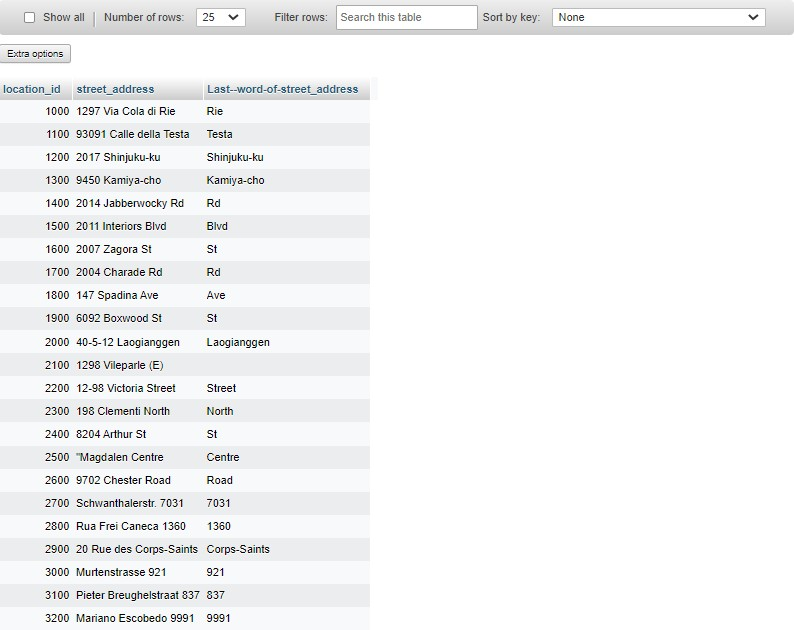 Show all Number of rows: 25 Filter rows: Search this table Sort by key: None
Extra options
location_id street_address Last--word-of-street_address
1000 1297 Via Cola di Rie Rie
1100 93091 Calle della Testa Testa
1200 2017 Shinjuku-ku Shinjuku-ku
1300 9450 Kamiya-cho Kamiya-cho
1400 2014 Jabberwocky Rd Rd
1500 2011 Interiors Blvd Blvd
1600 2007 Zagora St St
1700 2004 Charade Rd Rd
1800 147 Spadina Ave Ave
1900 6092 Boxwood St St
2000 40-5-12 Laogianggen Laogianggen
2100 1298 Vileparle (E)
2200 12-98 Victoria Street Street
2300 198 Clementi North North
2400 8204 Arthur St St
2500 "Magdalen Centre Centre
2600 9702 Chester Road Road
2700 Schwanthalerstr. 7031 7031
2800 Rua Frei Caneca 1360 1360
2900 20 Rue des Corps-Saints Corps-Saints
3000 Murtenstrasse 921 921
3100 Pieter Breughelstraat 837 837
3200 Mariano Escobedo 9991 9991